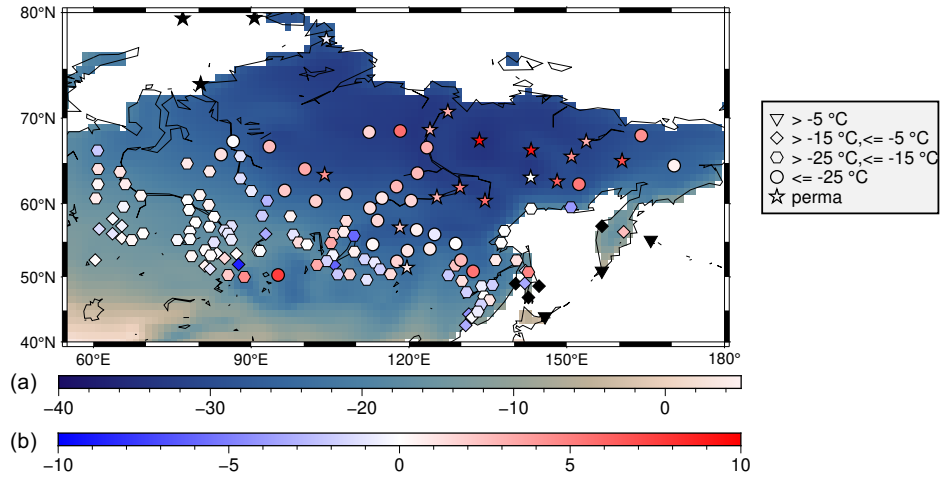 80°N
70°N
60°N
50°N
40°N
60°E
90°E
120°E
150°E
180°
> -5 °C
> -15 °C,<= -5 °C
> -25 °C,<= -15 °C
<= -25 °C
perma
(a)
−40
−30
−20
−10
0
(b)
−10
−5
0
5
10